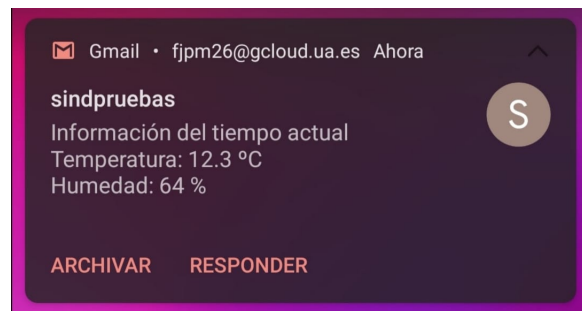 Gmail • fjpm26@gcloud.ua.es Ahora
sindpruebas
S
Información del tiempo actual
Temperatura: 12.3 ºC
Humedad: 64 %
ARCHIVAR RESPONDER